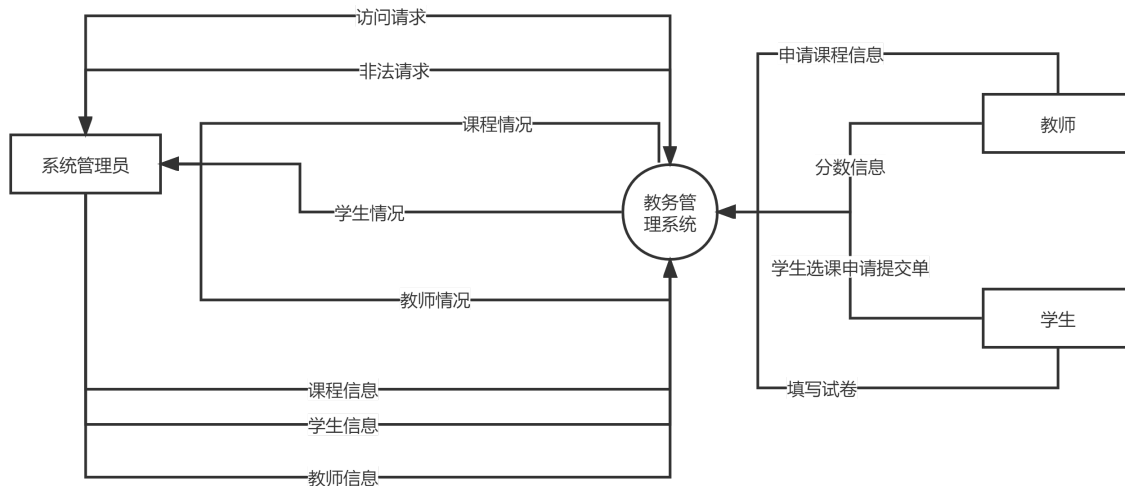 访问请求
申请课程信息
非法请求
课程情况
教师
系统管理员
分数信息
教务管
理系统
学生情况
学生选课申请提交单
教师情况
学生
课程信息
填写试卷
学生信息
教师信息